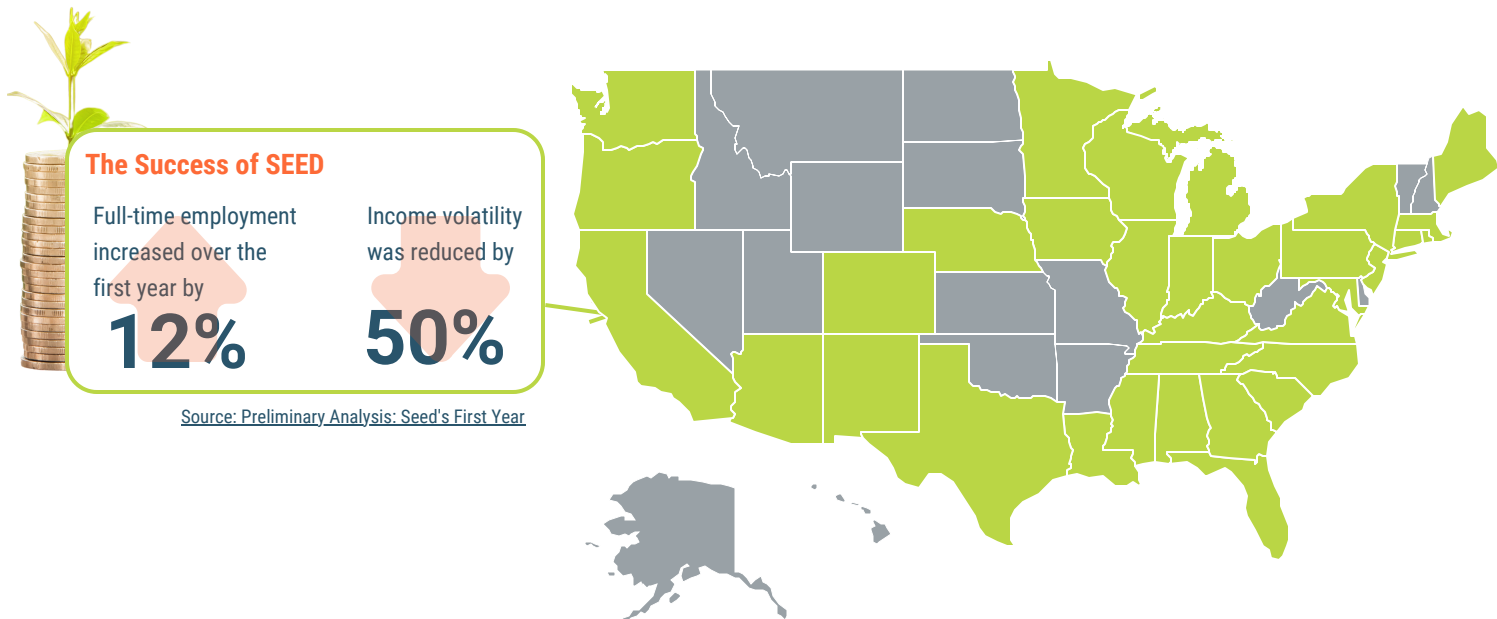 The Success of SEED
Full-time employment
increased over the
first year by
12%
Income volatility
was reduced by
50%
Source: Preliminary Analysis: Seed's First Year